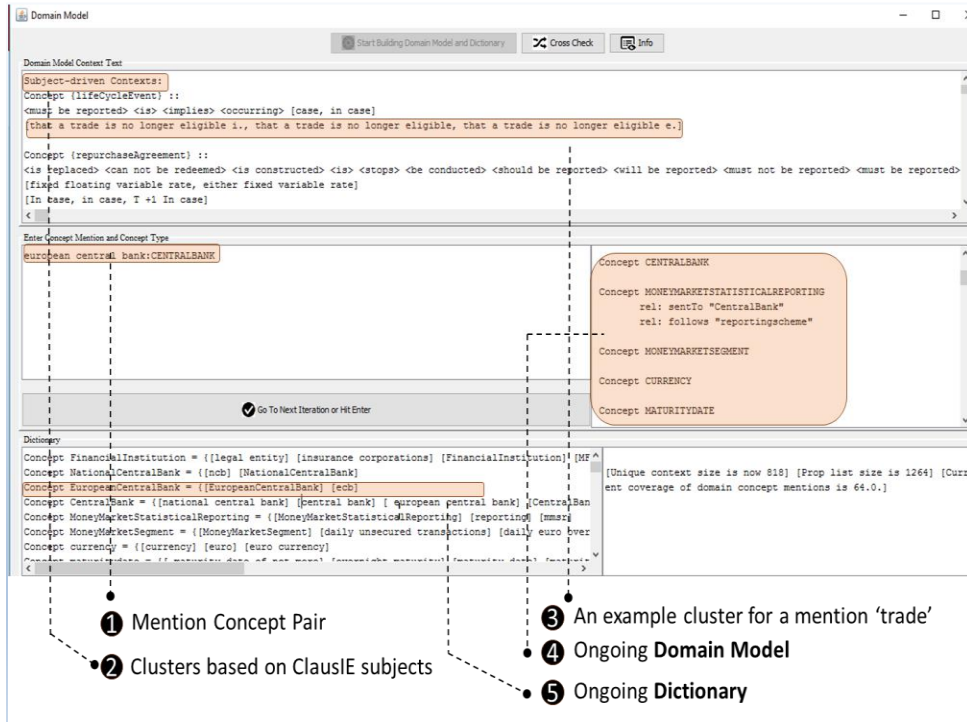 Domain Model
Start Building Domain Model and Dictionary
Cross Check
Info
Domain Model Context Text
Subject-driven Contexts:
Concept {lifeCycleEvent} ::
<must be reported> <is> <implies> <occurring> [case, in case]
[that a trade is no longer eligible i., that a trade is no longer eligible, that a trade is no longer eligible e.]
Concept {repurchaseAgreement} ::
<is replaced> <can not be redeemed> <is constructed> <is> <stops> <be conducted> <should be reported> <will be reported> <must not be reported> <must be reported>
[fixed floating variable rate, either fixed variable rate]
[In case, in case, T +1 In case]
Enter Concept Mention and Concept Type
european central bank:CENTRALBANK
Concept CENTRALBANK
Concept MONEYMARKETSTATISTICALREPORTING
rel: sentTo "CentralBank"
rel: follows "reportingscheme"
Concept MONEYMARKETSEGMENT
Concept CURRENCY
Concept MATURITYDATE
Go To Next Iteration or Hit Enter
Dictionary
Concept FinancialInstitution = {[legal entity] [insurance corporations] [FinancialInstitution] [MF
Concept NationalCentralBank = {[ncb] [NationalCentralBank]
Concept EuropeanCentralBank = {[EuropeanCentralBank] [ecb]
Concept CentralBank = {[national central bank] [central bank] [ european central bank] [CentralBan
Concept MoneyMarketStatisticalReporting = {[MoneyMarketStatisticalReporting] [reporting] [mmsr]
Concept MoneyMarketSegment = {[MoneyMarketSegment] [daily unsecured transactions] [daily euro over
Concept currency = {[currency] [euro] [euro currency]
[Unique context size is now 818] [Prop list size is 1264] [Curr
ent coverage of domain concept mentions is 64.0.]
1 Mention Concept Pair
2 Clusters based on ClausIE subjects
3 An example cluster for a mention ‘trade’
4 Ongoing Domain Model
5 Ongoing Dictionary